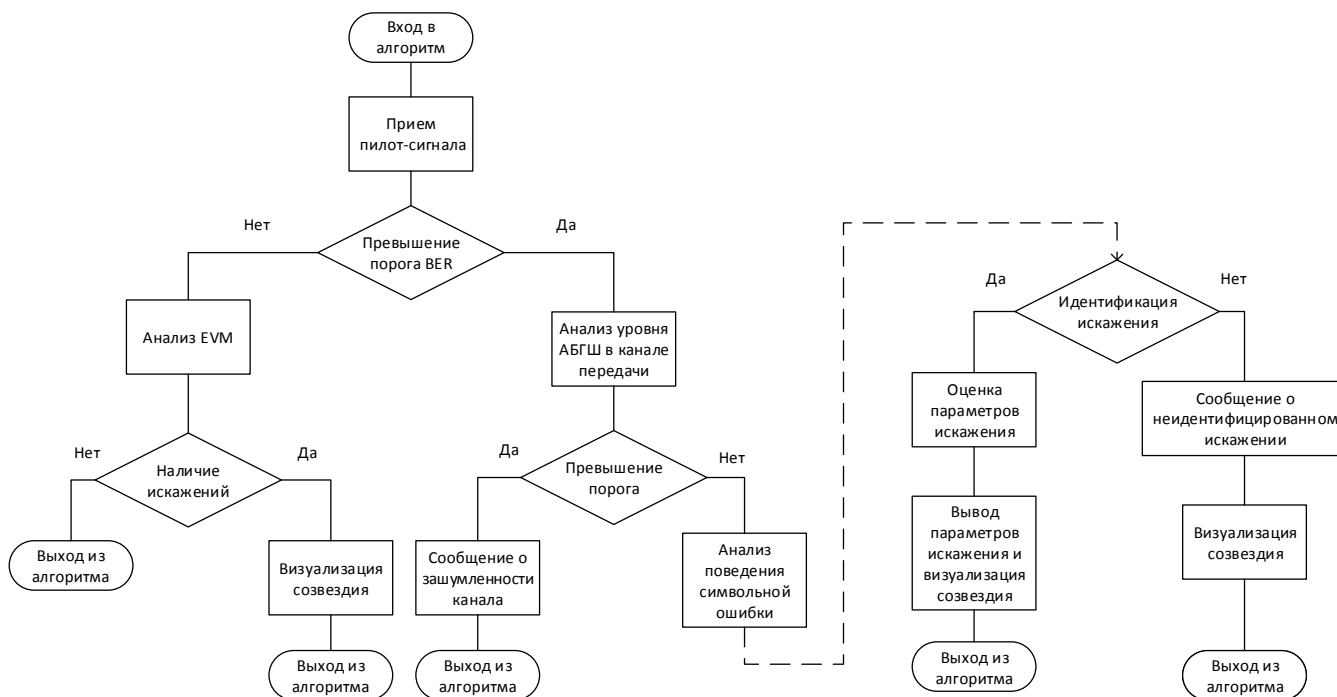 Вход в
алгоритм
Прием
пилот-сигнала
Нет
Превышение
порога BER
Да
Анализ EVM
Анализ уровня
АБГШ в канале
передачи
Нет
Наличие
искажений
Да
Да
Превышение
порога
Нет
Выход из
алгоритма
Визуализация
созвездия
Выход из
алгоритма
Сообщение о
зашумленности
канала
Выход из
алгоритма
Анализ
поведения
символьной
ошибки
Да
Идентификация
искажения
Нет
Оценка
параметров
искажения
Вывод
параметров
искажения и
визуализация
созвездия
Выход из
алгоритма
Сообщение о
неидентифицированном
искажении
Визуализация
созвездия
Выход из
алгоритма